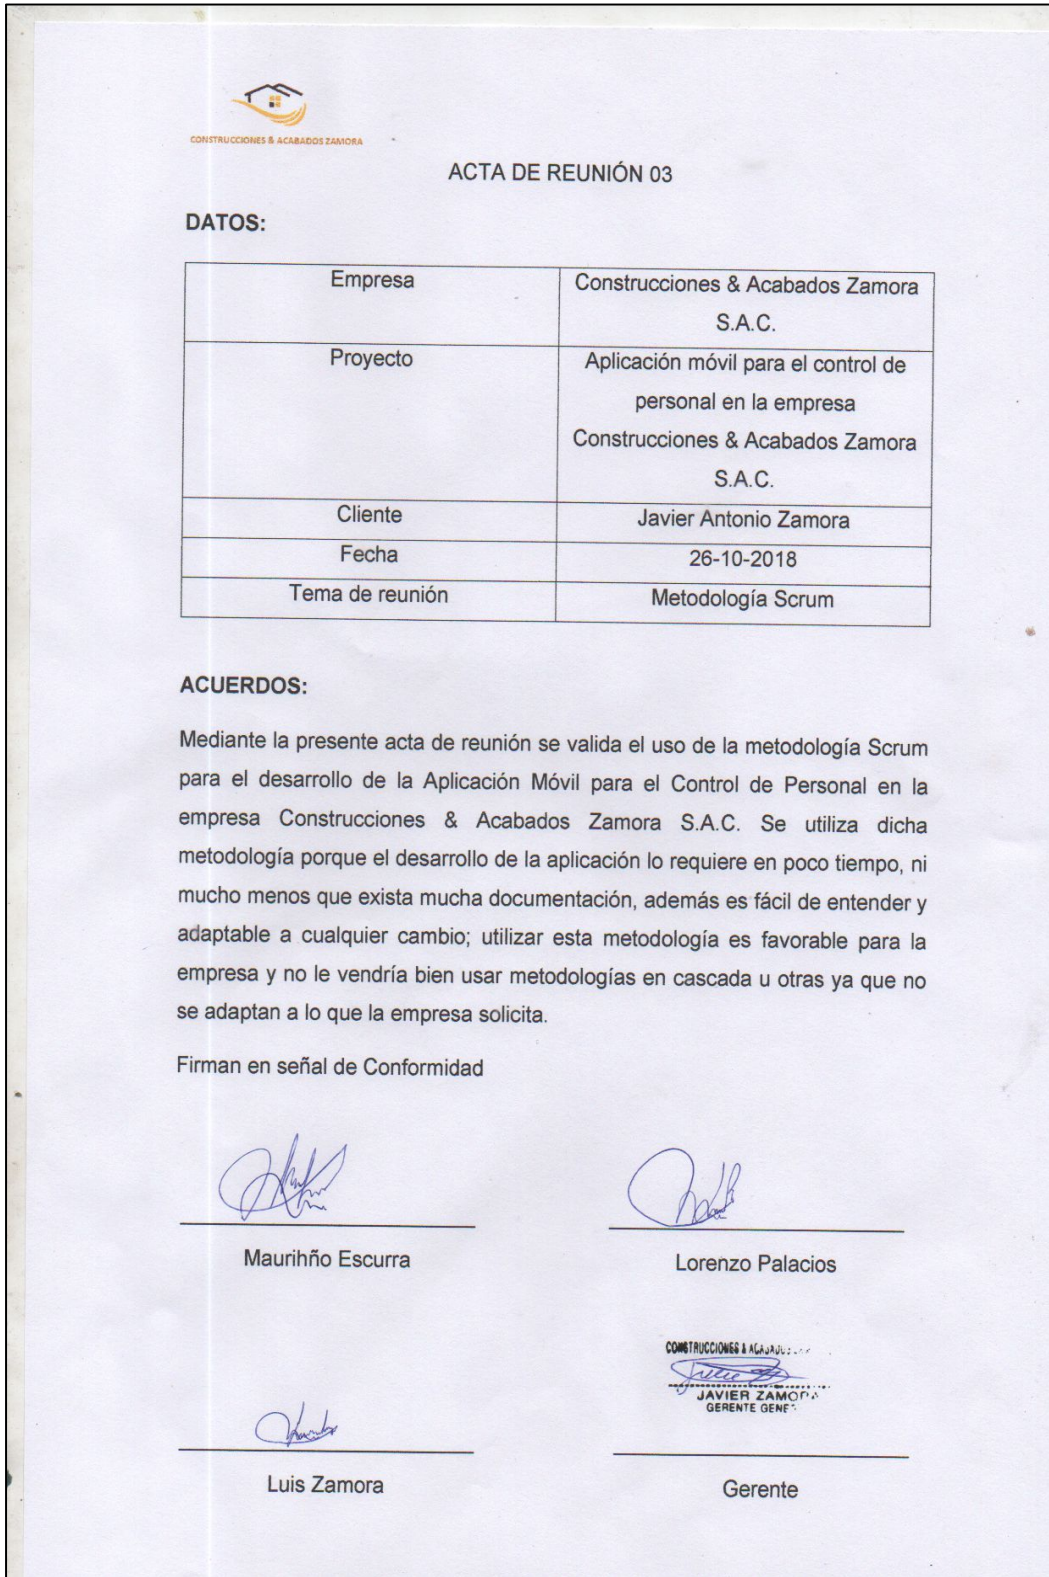 CONSTRUCCIONES & ACABADOS ZAMORA
ACTA DE REUNIÓN 03
DATOS:
Empresa
Construcciones & Acabados Zamora
S.A.C.
Proyecto
Aplicación móvil para el control de
personal en la empresa
Construcciones & Acabados Zamora
S.A.C.
Cliente
Javier Antonio Zamora
Fecha
26-10-2018
Tema de reunión
Metodología Scrum
ACUERDOS:
Mediante la presente acta de reunión se valida el uso de la metodología Scrum
para el desarrollo de la Aplicación Móvil para el Control de Personal en la
empresa Construcciones & Acabados Zamora S.A.C. Se utiliza dicha
metodología porque el desarrollo de la aplicación lo requiere en poco tiempo, ni
mucho menos que exista mucha documentación, además es fácil de entender y
adaptable a cualquier cambio; utilizar esta metodología es favorable para la
empresa y no le vendría bien usar metodologías en cascada u otras ya que no
se adaptan a lo que la empresa solicita.
Firman en señal de Conformidad
Maurihño Escurra
Lorenzo Palacios
CONSTRUCCIONES &
JAVIER ZAMORA
GERENTE
Luis Zamora
Gerente